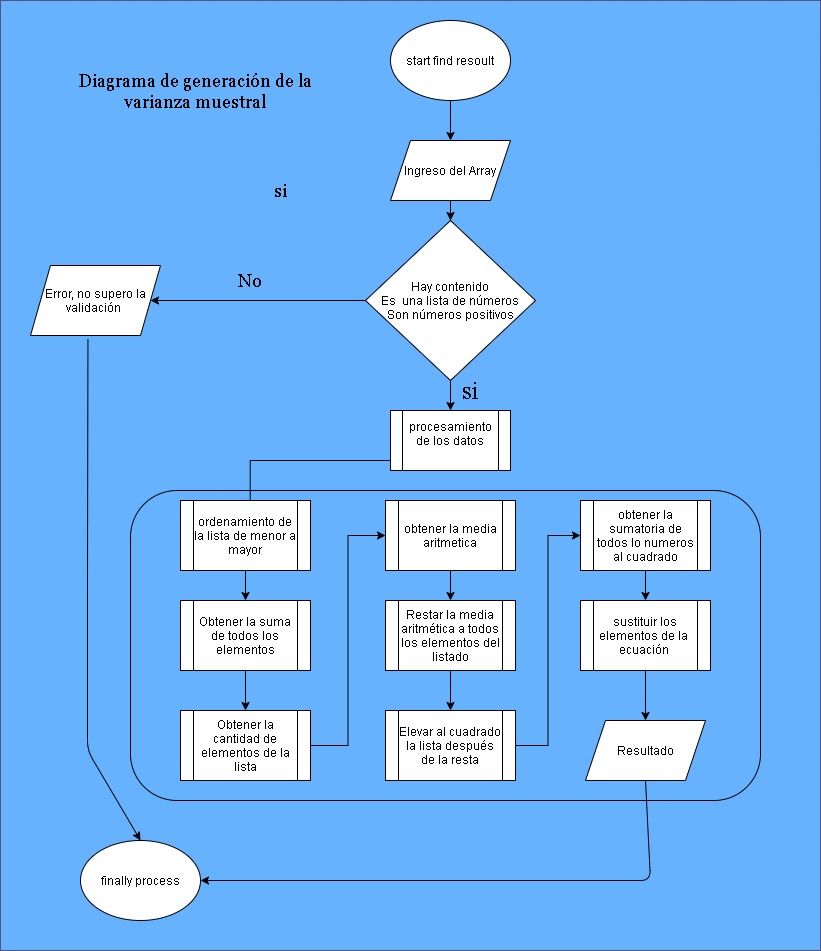 start find resoult
Diagrama de generación de la
varianza muestral
Ingreso del Array
si
No
Hay contenido
Es una lista de números
Son números positivos
Error, no supero la
validación
si
procesamiento
de los datos
ordenamiento de
la lista de menor a
mayor
obtener la media
aritmetica
obtener la
sumatoria de
todos lo numeros
al cuadrado
Obtener la suma
de todos los
elementos
Restar la media
aritmética a todos
los elementos del
listado
sustituir los
elementos de la
ecuación
Obtener la
cantidad de
elementos de la
lista
Elevar al cuadrado
la lista después
de la resta
Resultado
finally process